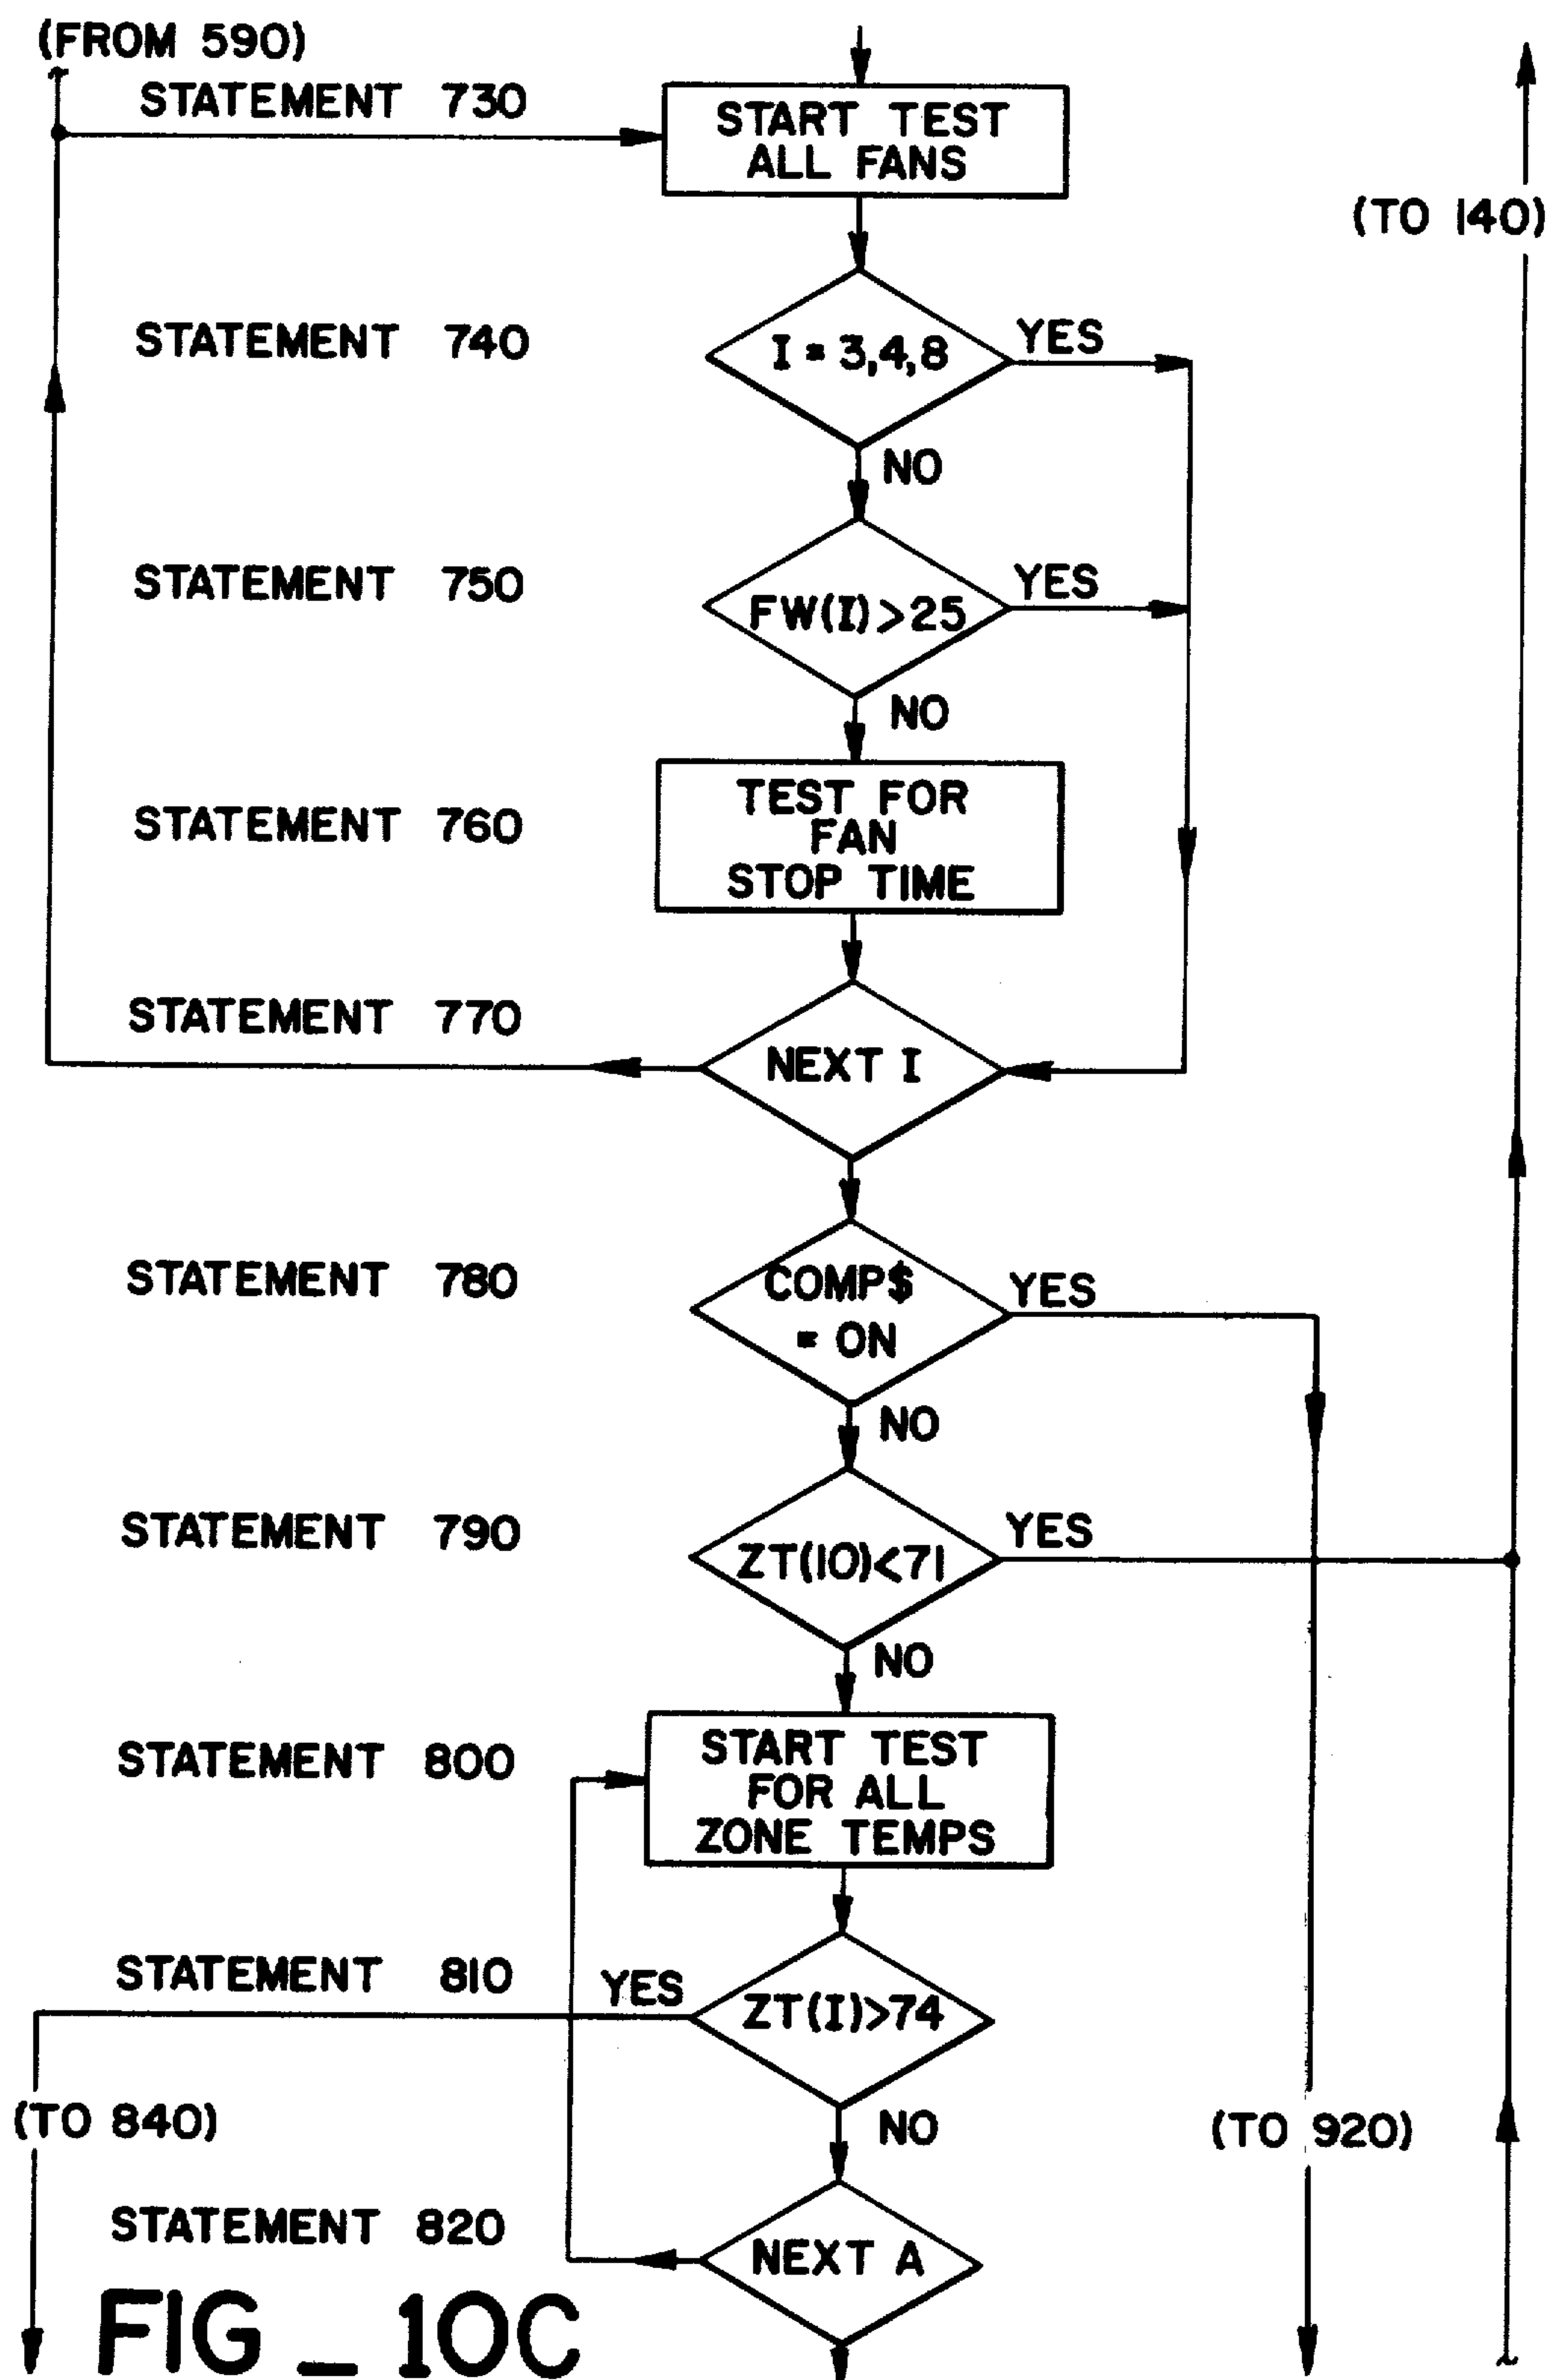 (FROM 590)
STATEMENT 730
START TEST
ALL FANS
(TO 140)
STATEMENT 740
I = 3,4,8
YES
NO
STATEMENT 750
FW(I)>25
YES
NO
STATEMENT 760
TEST FOR
FAN
STOP TIME
STATEMENT 770
NEXT I
STATEMENT 780
COMP$
= ON
YES
NO
STATEMENT 790
ZT(10)<71
YES
NO
STATEMENT 800
START TEST
FOR ALL
ZONE TEMPS
STATEMENT 810
YES
ZT(I)>74
(TO 840)
NO
(TO 920)
STATEMENT 820
NEXT A
FIG _ 10C